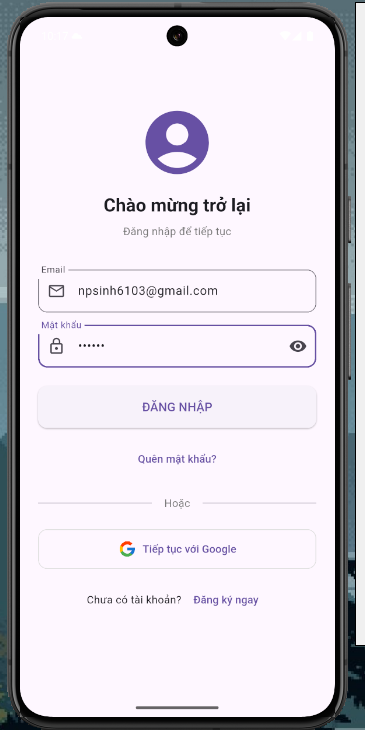 Chào mừng trở lại
Đăng nhập để tiếp tục
Email
npsinh6103@gmail.com
Mật khẩu
••••••
ĐĂNG NHẬP
Quên mật khẩu?
Hoặc
Tiếp tục với Google
Chưa có tài khoản? Đăng ký ngay